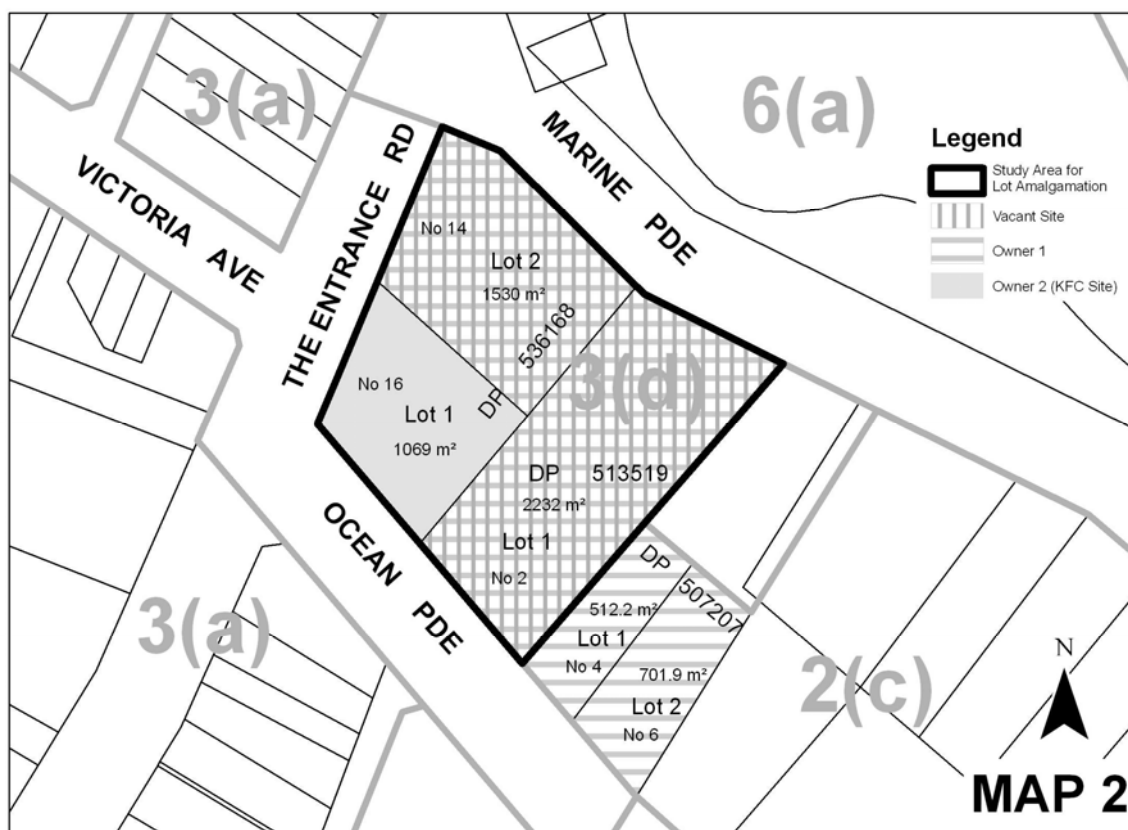 3(a)
6(a)
MARINE PDE
VICTORIA AVE
THE ENTRANCE RD
Legend
Study Area for
Lot Amalgamation
Vacant Site
Owner 1
Owner 2 (KFC Site)
No 14
Lot 2
1530 m²
DP 536168
3(d)
No 16
Lot 1
1069 m²
DP 513519
2232 m²
Lot 1
No 2
OCEAN PDE
3(a)
DP 507207
512.2 m²
Lot 1
No 4
701.9 m²
Lot 2
No 6
2(c)
N
MAP 2